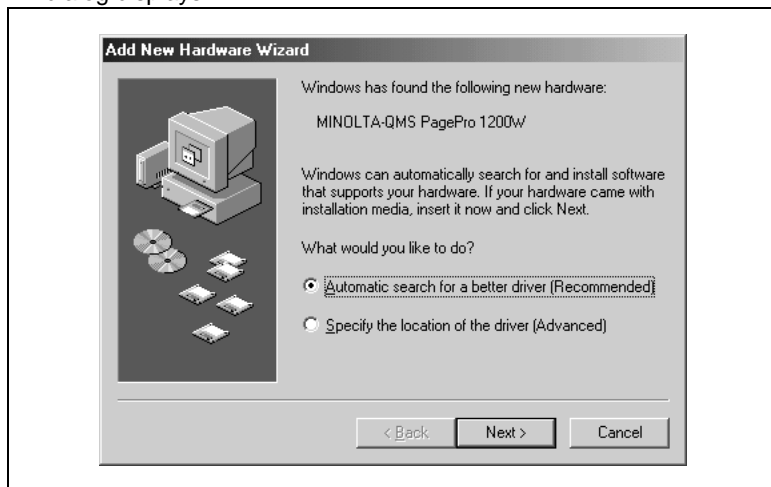 Add New Hardware Wizard
Windows has found the following new hardware:
MINOLTA-QMS PagePro 1200W
Windows can automatically search for and install software
that supports your hardware. If your hardware came with
installation media, insert it now and click Next.
What would you like to do?
Automatic search for a better driver (Recommended)
Specify the location of the driver (Advanced)
< Back
Next >
Cancel